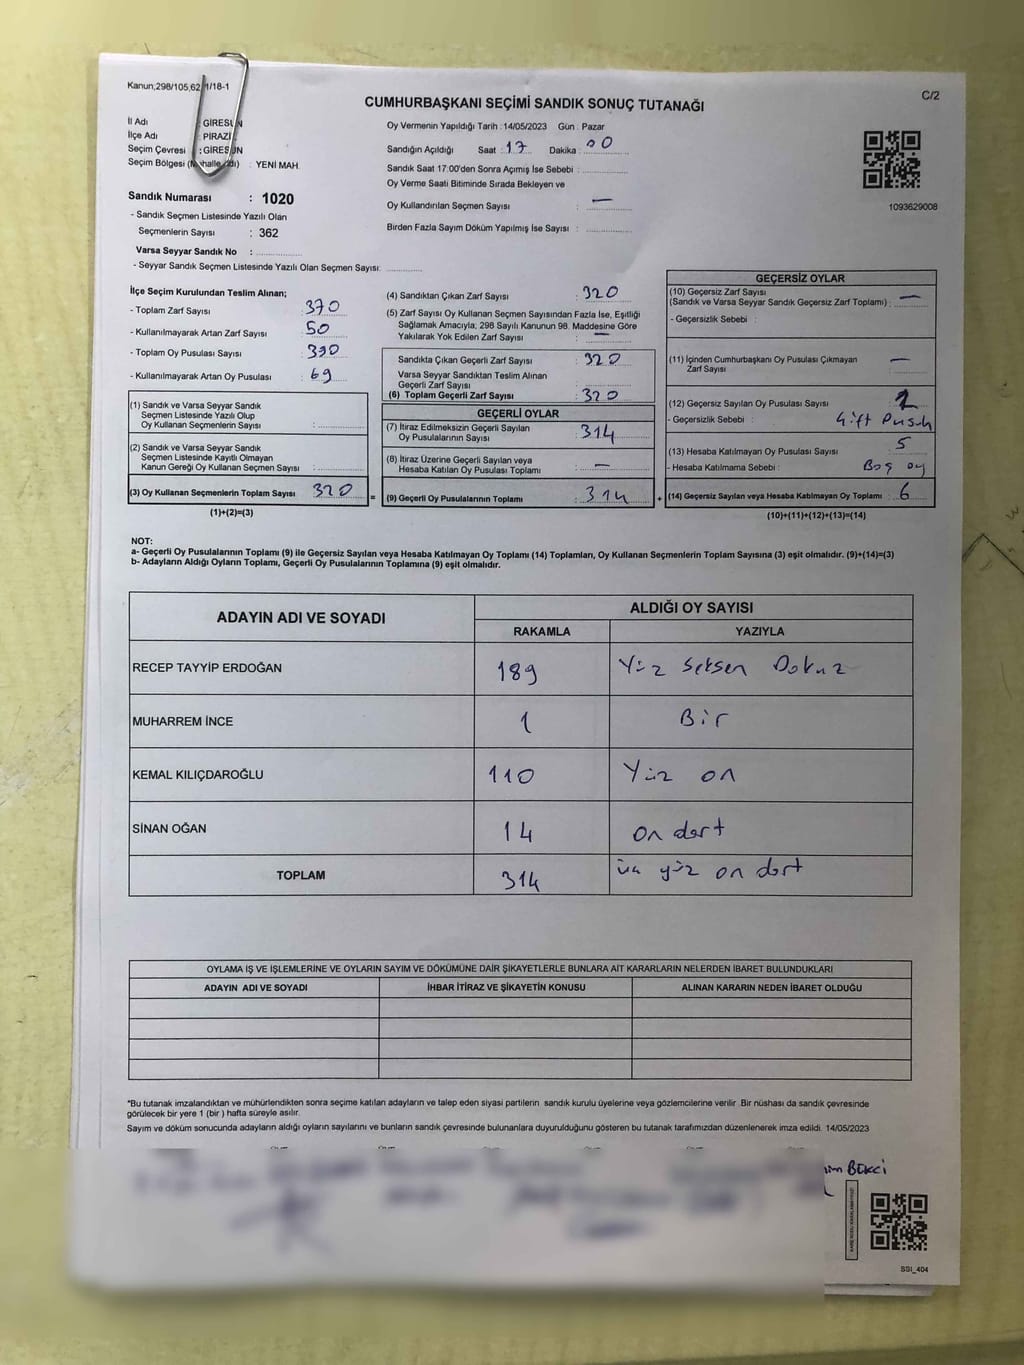 Kanun;298/105,62 1/18-1
C/2
CUMHURBAŞKANI SEÇİMİ SANDIK SONUÇ TUTANAĞI
İl Adı : GİRESUN
İlçe Adı : PİRAZİZ
Seçim Çevresi : GİRESUN
Seçim Bölgesi (Mahalle Adı) : YENİ MAH.
Oy Vermenin Yapıldığı Tarih :14/05/2023 Gün : Pazar
Sandığın Açıldığı Saat : 17 Dakika : 00
Sandık Saat 17:00'den Sonra Açımış İse Sebebi :
Oy Verme Saati Bitiminde Sırada Bekleyen ve
Oy Kullandırılan Seçmen Sayısı : —
Birden Fazla Sayım Döküm Yapılmış İse Sayısı :
1093629008
Sandık Numarası : 1020
- Sandık Seçmen Listesinde Yazılı Olan
Seçmenlerin Sayısı : 362
Varsa Seyyar Sandık No :
- Seyyar Sandık Seçmen Listesinde Yazılı Olan Seçmen Sayısı:
İlçe Seçim Kurulundan Teslim Alınan;
- Toplam Zarf Sayısı : 370
- Kullanılmayarak Artan Zarf Sayısı : 50
- Toplam Oy Pusulası Sayısı : 390
- Kullanılmayarak Artan Oy Pusulası : 69
(1) Sandık ve Varsa Seyyar Sandık
Seçmen Listesinde Yazılı Olup
Oy Kullanan Seçmenlerin Sayısı :
(2) Sandık ve Varsa Seyyar Sandık
Seçmen Listesinde Kayıtlı Olmayan
Kanun Gereği Oy Kullanan Seçmen Sayısı :
(3) Oy Kullanan Seçmenlerin Toplam Sayısı 320 =
(1)+(2)=(3)
(4) Sandıktan Çıkan Zarf Sayısı : 320
(5) Zarf Sayısı Oy Kullanan Seçmen Sayısından Fazla İse, Eşitliği
Sağlamak Amacıyla; 298 Sayılı Kanunun 98. Maddesine Göre
Yakılarak Yok Edilen Zarf Sayısı : —
Sandıkta Çıkan Geçerli Zarf Sayısı : 320
Varsa Seyyar Sandıktan Teslim Alınan
Geçerli Zarf Sayısı :
(6) Toplam Geçerli Zarf Sayısı : 320
GEÇERLİ OYLAR
(7) İtiraz Edilmeksizin Geçerli Sayılan
Oy Pusulalarının Sayısı : 314
(8) İtiraz Üzerine Geçerli Sayılan veya
Hesaba Katılan Oy Pusulası Toplamı : —
(9) Geçerli Oy Pusulalarının Toplamı : 314 +
GEÇERSİZ OYLAR
(10) Geçersiz Zarf Sayısı
(Sandık ve Varsa Seyyar Sandık Geçersiz Zarf Toplamı) : —
- Geçersizlik Sebebi :
(11) İçinden Cumhurbaşkanı Oy Pusulası Çıkmayan
Zarf Sayısı : —
(12) Geçersiz Sayılan Oy Pusulası Sayısı : 1
- Geçersizlik Sebebi : Çift Pusula
(13) Hesaba Katılmayan Oy Pusulası Sayısı : 5
- Hesaba Katılmama Sebebi : Boş oy
(14) Geçersiz Sayılan veya Hesaba Katılmayan Oy Toplamı : 6
(10)+(11)+(12)+(13)=(14)
NOT:
a- Geçerli Oy Pusulalarının Toplamı (9) ile Geçersiz Sayılan veya Hesaba Katılmayan Oy Toplamı (14) Toplamları, Oy Kullanan Seçmenlerin Toplam Sayısına (3) eşit olmalıdır. (9)+(14)=(3)
b- Adayların Aldığı Oyların Toplamı, Geçerli Oy Pusulalarının Toplamına (9) eşit olmalıdır.
ADAYIN ADI VE SOYADI ALDIĞI OY SAYISI
RAKAMLA YAZIYLA
RECEP TAYYİP ERDOĞAN 189 Yüz seksen Dokuz
MUHARREM İNCE 1 Bir
KEMAL KILIÇDAROĞLU 110 Yüz on
SİNAN OĞAN 14 On dört
TOPLAM 314 üç yüz on dört
OYLAMA İŞ VE İŞLEMLERİNE VE OYLARIN SAYIM VE DÖKÜMÜNE DAİR ŞİKAYETLERLE BUNLARA AİT KARARLARIN NELERDEN İBARET BULUNDUKLARI
ADAYIN ADI VE SOYADI İHBAR İTİRAZ VE ŞİKAYETİN KONUSU ALINAN KARARIN NEDEN İBARET OLDUĞU
*Bu tutanak imzalandıktan ve mühürlendikten sonra seçime katılan adayların ve talep eden siyasi partilerin sandık kurulu üyelerine veya gözlemcilerine verilir. Bir nüshası da sandık çevresinde
görülecek bir yere 1 (bir ) hafta süreyle asılır.
Sayım ve döküm sonucunda adayların aldığı oyların sayılarını ve bunların sandık çevresinde bulunanlara duyurulduğunu gösteren bu tutanak tarafımızdan düzenlenerek imza edildi. 14/05/2023
SSI_404